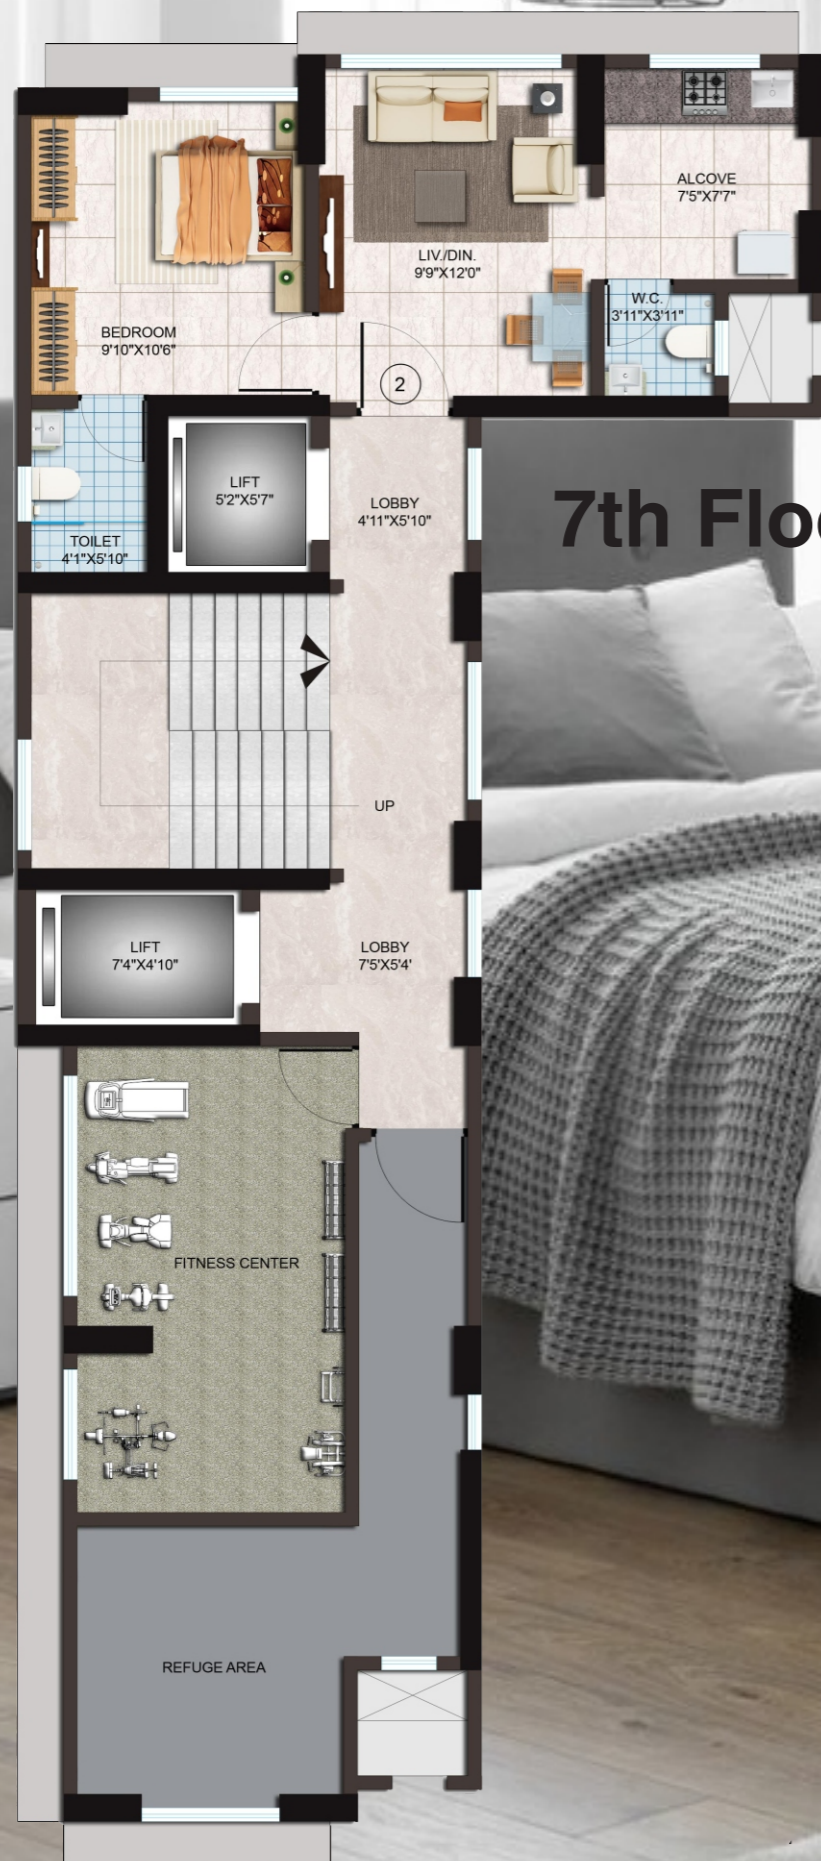 ALCOVE
7'5"X7'7"
LIV./DIN.
9'9"X12'0"
W.C.
3'11"X3'11"
BEDROOM
9'10"X10'6"
2
LIFT
5'2"X5'7"
LOBBY
4'11"X5'10"
7th Floo
TOILET
4'1"X5'10"
UP
LIFT
7'4"X4'10"
LOBBY
7'5'X5'4'
FITNESS CENTER
REFUGE AREA